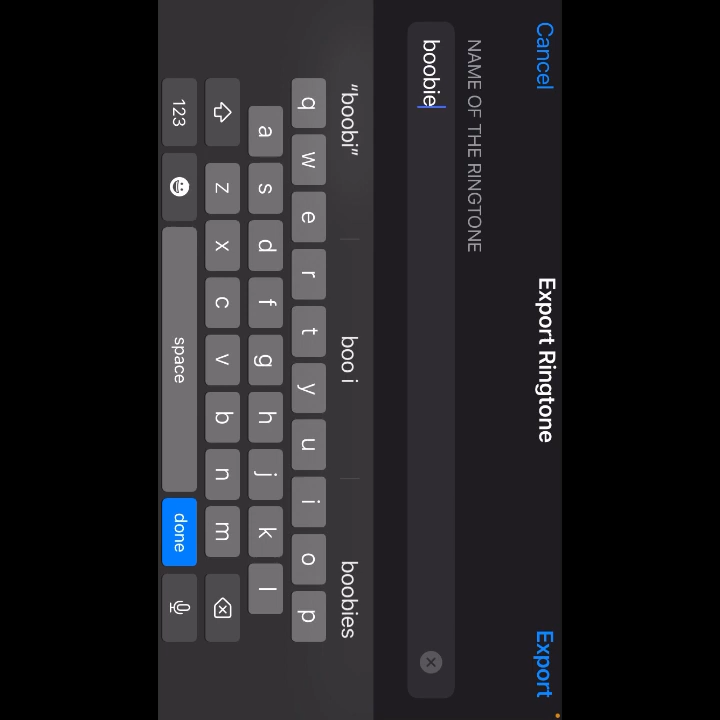 Cancel Export Ringtone Export
NAME OF THE RINGTONE
boobie
"boobi" boo i boobies
q w e r t y u i o p
a s d f g h j k l
z x c v b n m
123 space done